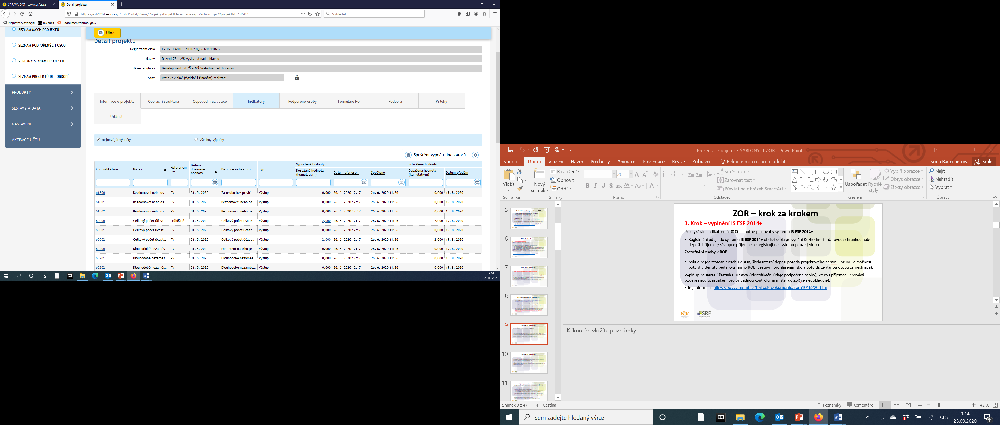 SPRÁVA DAT - www.esfcr.cz
Detail projektu
https://esf2014.esfcr.cz/PublicPortal/Views/Projekty/ProjektDetailPage.aspx?action=get&projektId=14582
Vyhledat
Nejnavštěvovanější
Jak začít
Rodokmen zdarma, ge...
SEZNAM MÝCH PROJEKTŮ
SEZNAM PODPOŘENÝCH OSOB
VEŘEJNÝ SEZNAM PROJEKTŮ
SEZNAM PROJEKTŮ DLE OBDOBÍ
PRODUKTY
SESTAVY A DATA
NASTAVENÍ
AKTIVACE ÚČTU
Uložit
Detail projektu
Registrační číslo CZ.02.3.68/0.0/0.0/18_063/0011826
Název Rozvoj ZŠ a MŠ Vyskytná nad Jihlavou
Název anglicky Development od ZŠ a MŠ Vyskytná nad Jihlavou
Stav Projekt v plné (fyzické i finanční) realizaci
Informace o projektu Operační struktura Odpovědní uživatelé Indikátory Podpořené osoby Formuláře PO Podpora Přílohy
Události
Nejnovější výpočty Všechny výpočty
Spuštění výpočtu indikátorů
Vypočtené hodnoty Schválené hodnoty
Kód indikátoru Název Referenční čas Datum dosažené hodnoty Definice indikátoru Typ Dosažená hodnota (kumulativní) Datum přenesení Spočteno Dosažená hodnota (kumulativní) Datum předání
61800 Bezdomovci nebo os... PV 31. 5. 2020 Za osobu bez přístře... Výstup 0,000 26. 6. 2020 12:17 26. 6. 2020 11:36 0,000 19. 8. 2020
61801 Bezdomovci nebo os... PV 31. 5. 2020 Bezdomovci nebo os... Výstup 0,000 26. 6. 2020 12:17 26. 6. 2020 11:36 0,000 19. 8. 2020
61802 Bezdomovci nebo os... PV 31. 5. 2020 Bezdomovci nebo os... Výstup 0,000 26. 6. 2020 12:17 26. 6. 2020 11:36 0,000 19. 8. 2020
60000 Celkový počet účast... Průběžně 31. 5. 2020 Celkový počet osob/... Výstup 2,000 26. 6. 2020 12:17 26. 6. 2020 11:36 2,000 19. 8. 2020
60001 Celkový počet účast... PV 31. 5. 2020 Celkový počet účast... Výstup 0,000 26. 6. 2020 12:17 26. 6. 2020 11:36 0,000 19. 8. 2020
60002 Celkový počet účast... PV 31. 5. 2020 Celkový počet účast... Výstup 2,000 26. 6. 2020 12:17 26. 6. 2020 11:36 2,000 19. 8. 2020
60200 Dlouhodobě nezaměs... PV 31. 5. 2020 Postavení na trhu pr... Výstup 0,000 26. 6. 2020 12:17 26. 6. 2020 11:36 0,000 19. 8. 2020
60201 Dlouhodobě nezaměs... PV 31. 5. 2020 Dlouhodobě nezaměs... Výstup 0,000 26. 6. 2020 12:17 26. 6. 2020 11:36 0,000 19. 8. 2020
60202 Dlouhodobě nezaměs... PV 31. 5. 2020 Dlouhodobě nezaměs... Výstup 0,000 26. 6. 2020 12:17 26. 6. 2020 11:36 0,000 19. 8. 2020
9:14
23.09.2020
Prezentace_prijemce_ŠABLONY_II_ZOR - PowerPoint
Soubor Domů Vložení Návrh Přechody Animace Prezentace Revize Zobrazení Řekněte mi, co chcete udělat... Soňa Baueršímová Sdílet
Vložit
Nový snímek
Rozložení
Obnovit
Oddíl
20
B I U S abc AV Aa A
Směr textu
Zarovnat text
Převést na obrázek SmartArt
Uspořádat
Rychlé styly
Výplň obrazce
Obrys obrazce
Efekty obrazce
Najít
Nahradit
Vybrat
Schránka Snímky Písmo Odstavec Kreslení Úpravy
5
6
7
8
9
10
11
ZOR – krok za krokem
3. Krok – vyplnění IS ESF 2014+
Pro vykázání indikátoru 6 00 00 je nutné pracovat v systému IS ESF 2014+
• Registrační údaje do systému IS ESF 2014+ obdrží škola po vydání Rozhodnutí – datovou schránkou nebo
depeší. Příjemce/Zástupce příjemce se registrují do systému pouze jednou.
Ztotožnění osoby v ROB
• pokud nejde ztotožnit osobu v ROB, škola interní depeší požádá projektového admin. MŠMT o možnost
potvrdit identitu pedagoga mimo ROB (čestným prohlášením škola potvrdí, že danou osobu zaměstnává).
Vyplňuje se Karta účastníka OP VVV (identifikační údaje podpořené osoby), kterou příjemce uchovává
podepsanou účastníkem pro případnou kontrolu na místě (do ZoR se nedokladuje).
Zdroj informací: https://opvvv.msmt.cz/balicek-dokumentu/item1018226.htm
SRP
Kliknutím vložíte poznámky.
Snímek 9 z 47 Čeština Poznámky Komentáře 42 %
Sem zadejte hledaný výraz
CES
9:14
23.09.2020
11